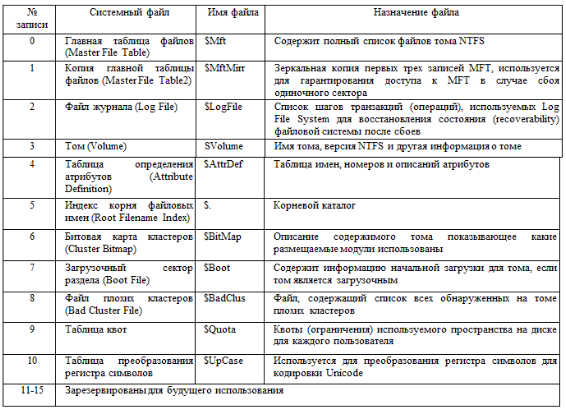 № записи Системный файл Имя файла Назначение файла
0 Главная таблица файлов (Master File Table) $Mft Содержит полный список файлов тома NTFS
1 Копия главной таблицы файлов (Master File Table2) $MftMirr Зеркальная копия первых трех записей MFT, используется для гарантирования доступа к MFT в случае сбоя одиночного сектора
2 Файл журнала (Log File) $LogFile Список шагов транзакций (операций), используемых Log File System для восстановления состояния (recoverability) файловой системы после сбоев
3 Том (Volume) SVolume Имя тома, версия NTFS и другая информация о томе
4 Таблица определения атрибутов (Attribute Definition) $AttrDef Таблица имен, номеров и описаний атрибутов
5 Индекс корня файловых имен (Root Filename Index) $. Корневой каталог
6 Битовая карта кластеров (Cluster Bitmap) $BitMap Описание содержимого тома показывающее какие размещаемые модули использованы
7 Загрузочный сектор раздела (Boot File) $Boot Содержит информацию начальной загрузки для тома, если том является загрузочным
8 Файл плохих кластеров (Bad Cluster File) $BadClus Файл, содержащий список всех обнаруженных на томе плохих кластеров
9 Таблица квот $Quota Квоты (ограничения) используемого пространства на диске для каждого пользователя
10 Таблица преобразования регистра символов $UpCase Используется для преобразования регистра символов для кодировки Unicode
11-15 Зарезервированы для будущего использования